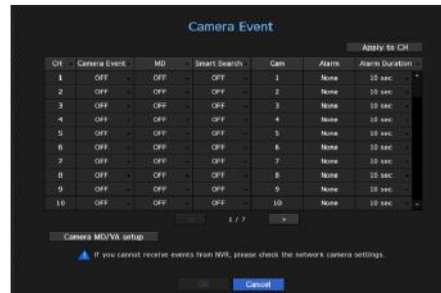 Camera Event
Apply to CH
CH Camera Event MD Smart Search Cam Alarm Alarm Duration
1 OFF OFF OFF 1 None 10 sec
2 OFF OFF OFF 2 None 10 sec
3 OFF OFF OFF 3 None 10 sec
4 OFF OFF OFF 4 None 10 sec
5 OFF OFF OFF 5 None 10 sec
6 OFF OFF OFF 6 None 10 sec
7 OFF OFF OFF 7 None 10 sec
8 OFF OFF OFF 8 None 10 sec
9 OFF OFF OFF 9 None 10 sec
10 OFF OFF OFF 10 None 10 sec
1 / 7 >
Camera MD/VA setup
If you cannot receive events from NVR, please check the network camera settings.
OK Cancel